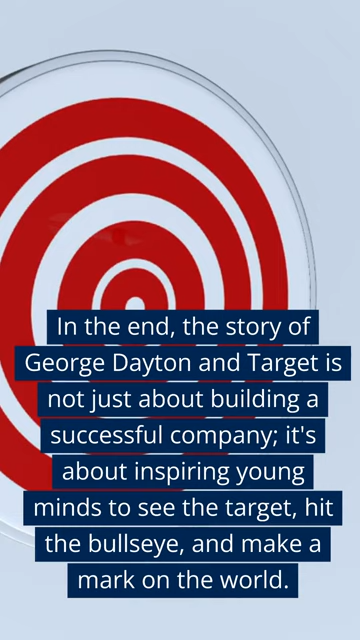 In the end, the story of
George Dayton and Target is
not just about building a
successful company; it's
about inspiring young
minds to see the target, hit
the bullseye, and make a
mark on the world.